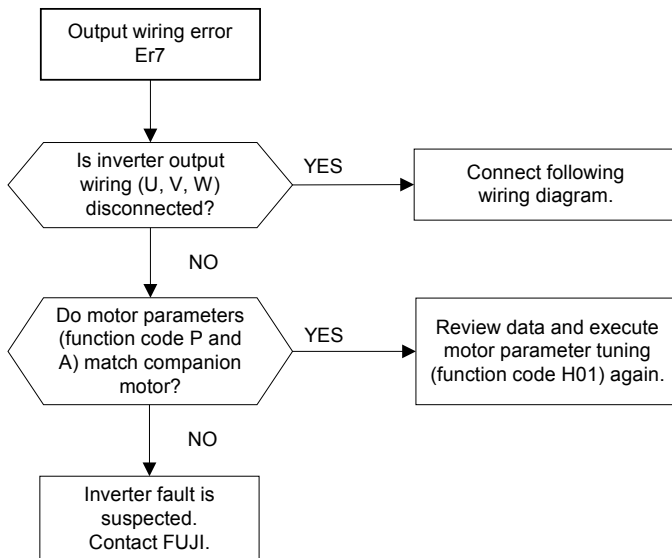 Output wiring error
Er7
Is inverter output
wiring (U, V, W)
disconnected?
YES
Connect following
wiring diagram.
NO
Do motor parameters
(function code P and
A) match companion
motor?
YES
Review data and execute
motor parameter tuning
(function code H01) again.
NO
Inverter fault is
suspected.
Contact FUJI.